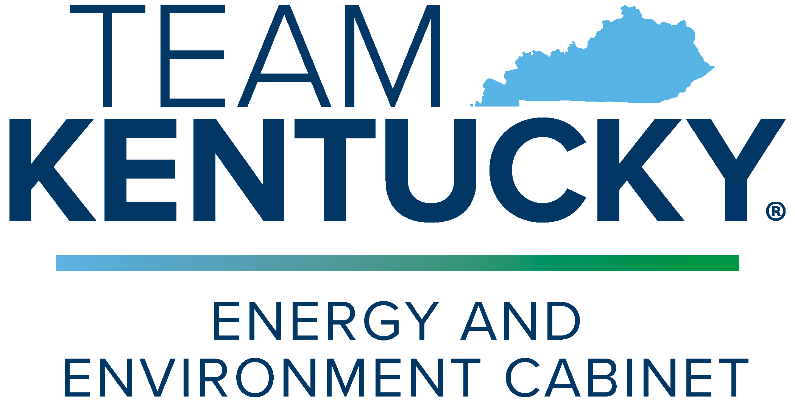 TEAM
KENTUCKY®
ENERGY AND
ENVIRONMENT CABINET